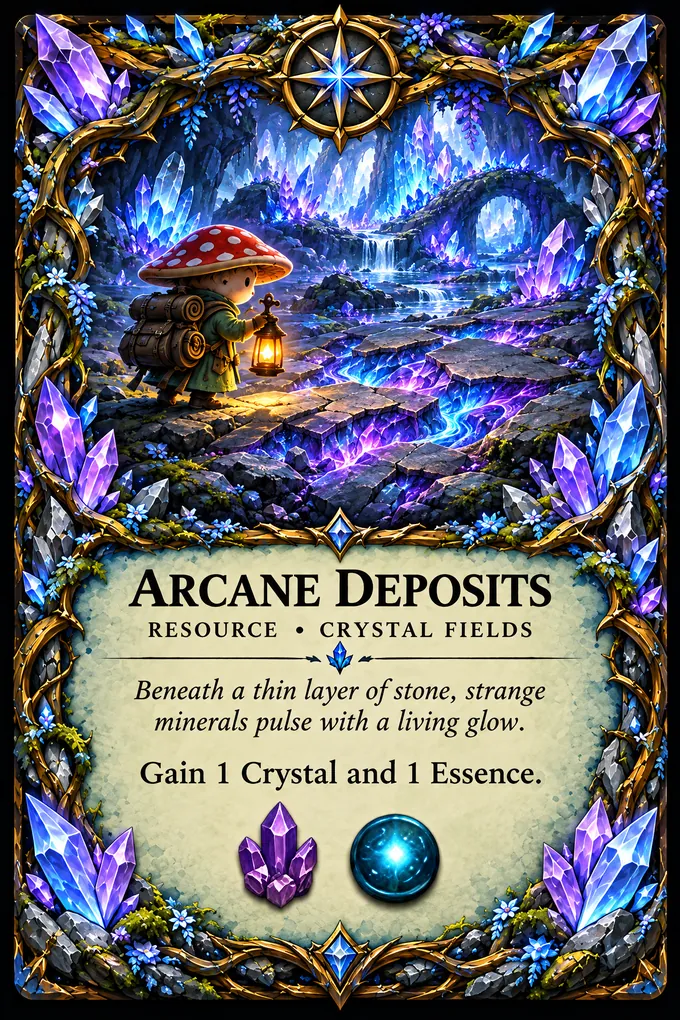 ARCANE DEPOSITS
RESOURCE • CRYSTAL FIELDS
Beneath a thin layer of stone, strange
minerals pulse with a living glow.
Gain 1 Crystal and 1 Essence.